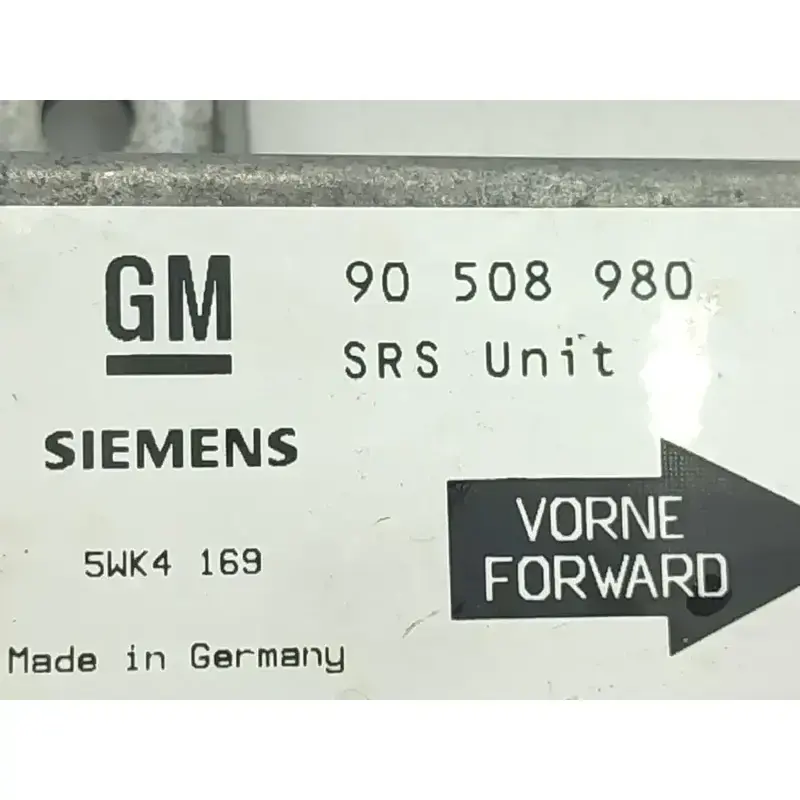 GM
90 508 980
SRS Unit
SIEMENS
VORNE
FORWARD
5WK4 169
Made in Germany